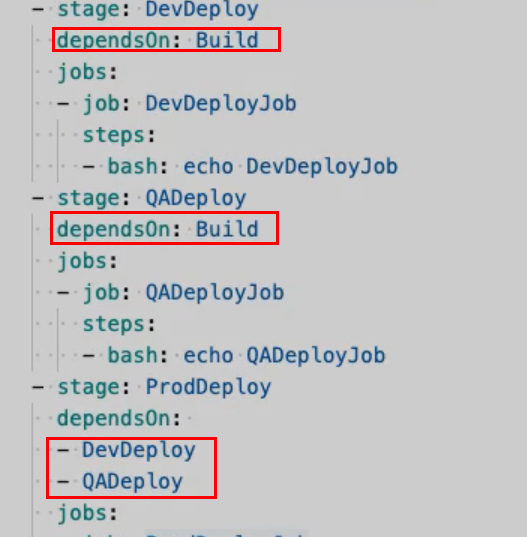 - stage: DevDeploy
dependsOn: Build
jobs:
- job: DevDeployJob
steps:
- bash: echo DevDeployJob
- stage: QADeploy
dependsOn: Build
jobs:
- job: QADeployJob
steps:
- bash: echo QADeployJob
- stage: ProdDeploy
dependsOn:
- DevDeploy
- QADeploy
jobs: